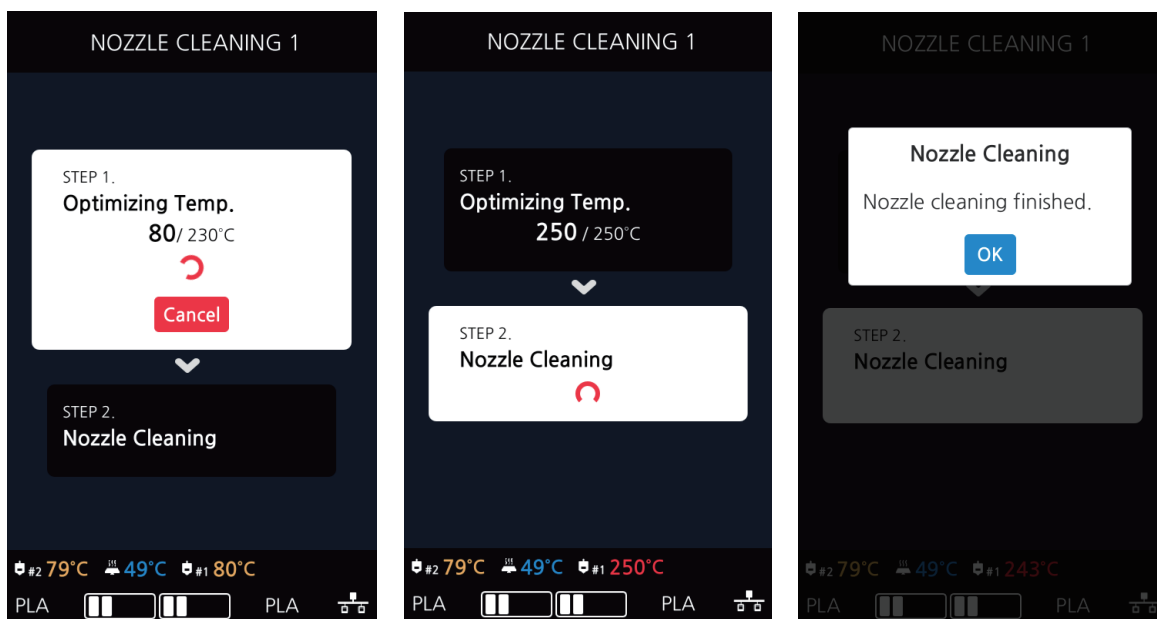 NOZZLE CLEANING 1
STEP 1.
Optimizing Temp.
80/ 230°C
Cancel
STEP 2.
Nozzle Cleaning
#2 79°C 49°C #1 80°C
PLA PLA
NOZZLE CLEANING 1
STEP 1.
Optimizing Temp.
250 / 250°C
STEP 2.
Nozzle Cleaning
#2 79°C 49°C #1 250°C
PLA PLA
NOZZLE CLEANING 1
Nozzle Cleaning
Nozzle cleaning finished.
OK
STEP 2.
Nozzle Cleaning
#2 79°C 49°C #1 243°C
PLA PLA